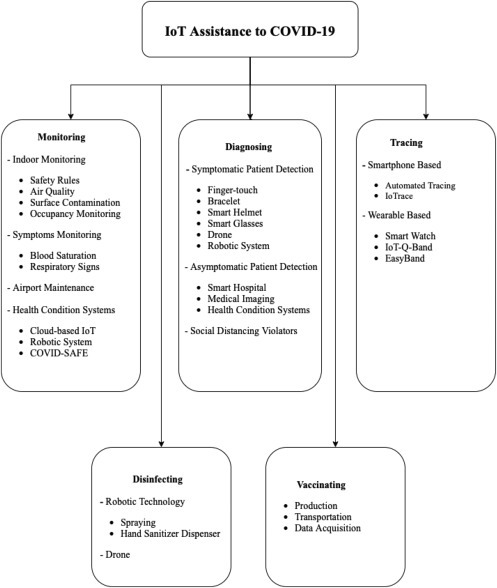 IoT Assistance to COVID-19
Monitoring
- Indoor Monitoring
• Safety Rules
• Air Quality
• Surface Contamination
• Occupancy Monitoring
- Symptoms Monitoring
• Blood Saturation
• Respiratory Signs
- Airport Maintenance
- Health Condition Systems
• Cloud-based IoT
• Robotic System
• COVID-SAFE
Diagnosing
- Symptomatic Patient Detection
• Finger-touch
• Bracelet
• Smart Helmet
• Smart Glasses
• Drone
• Robotic System
- Asymptomatic Patient Detection
• Smart Hospital
• Medical Imaging
• Health Condition Systems
- Social Distancing Violators
Tracing
- Smartphone Based
• Automated Tracing
• IoTrace
- Wearable Based
• Smart Watch
• IoT-Q-Band
• EasyBand
Disinfecting
- Robotic Technology
• Spraying
• Hand Sanitizer Dispenser
- Drone
Vaccinating
• Production
• Transportation
• Data Acquisition